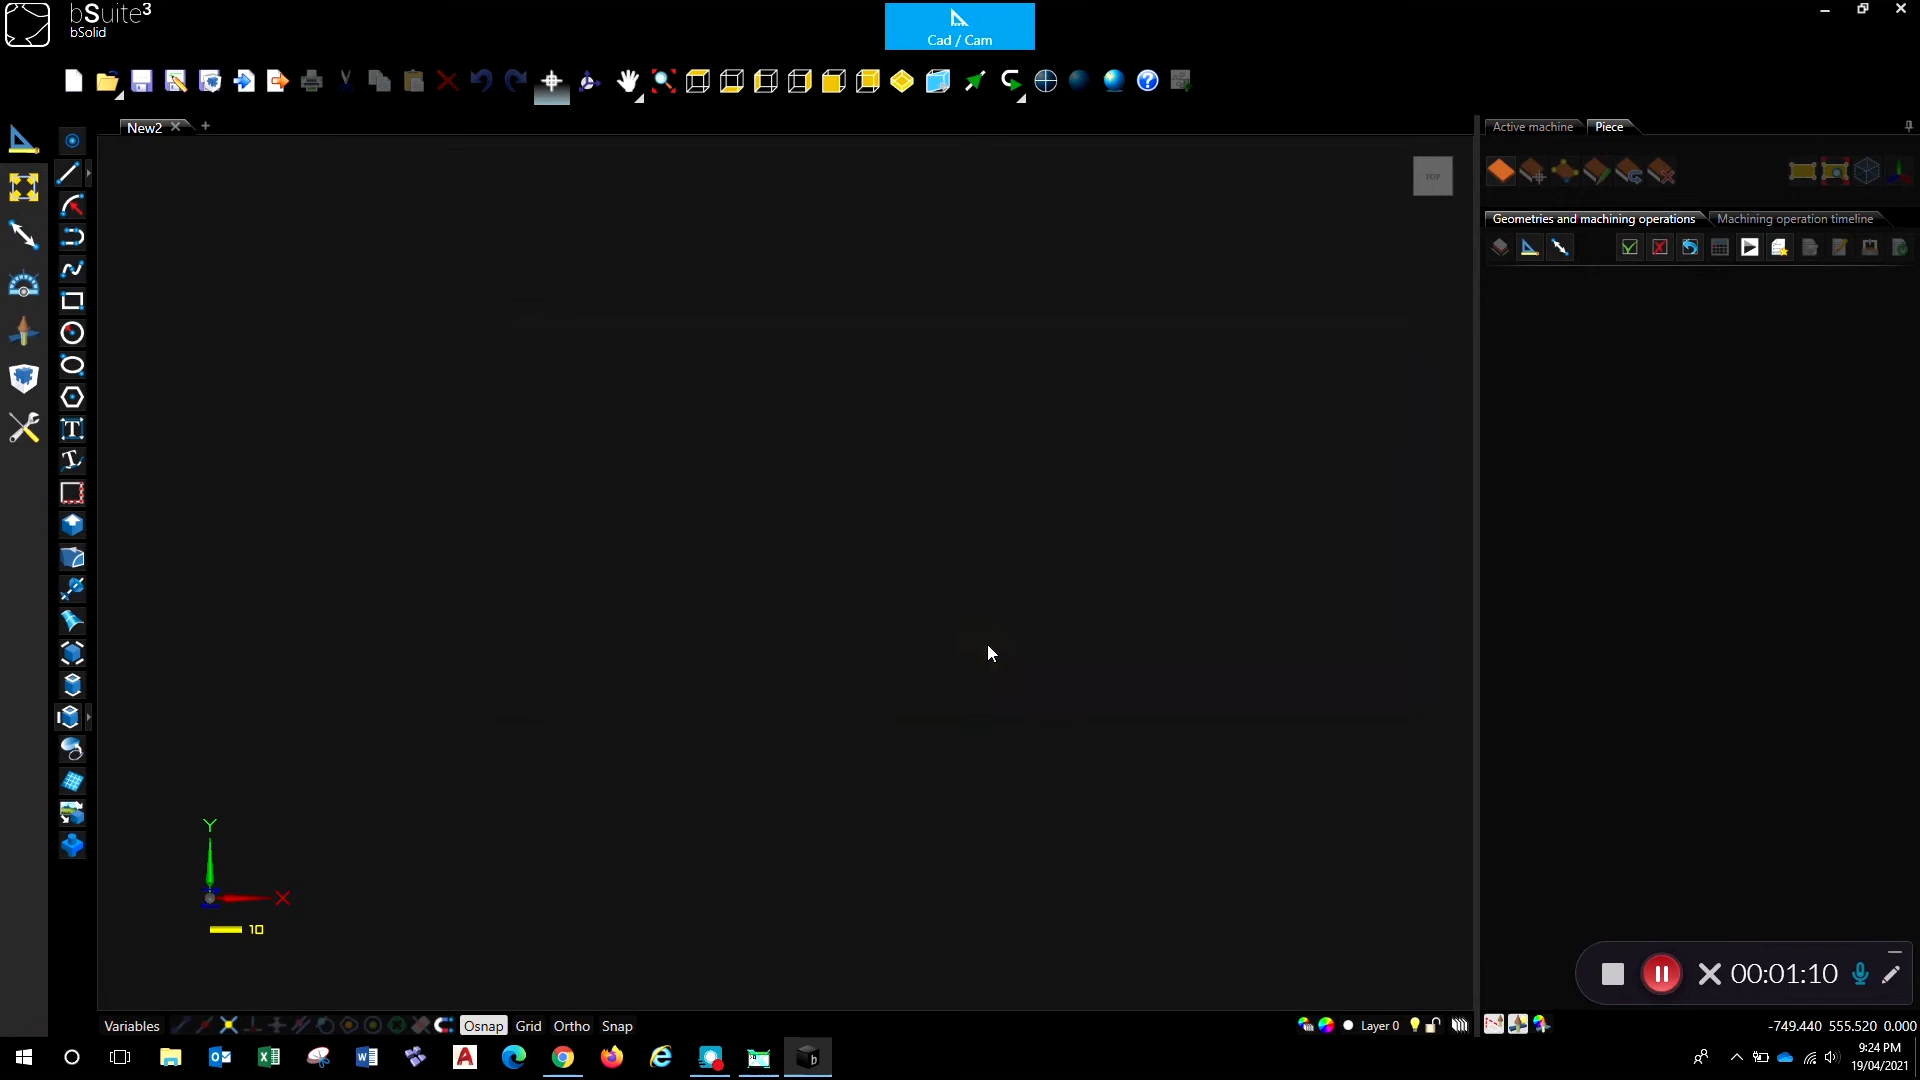 bSuite³
bSolid
Cad / Cam
New2
Active machine
Piece
TOP
Geometries and machining operations
Machining operation timeline
Y
X
10
00:01:10
Variables
Osnap
Grid
Ortho
Snap
Layer 0
-749.440 555.520 0.000
9:24 PM
19/04/2021